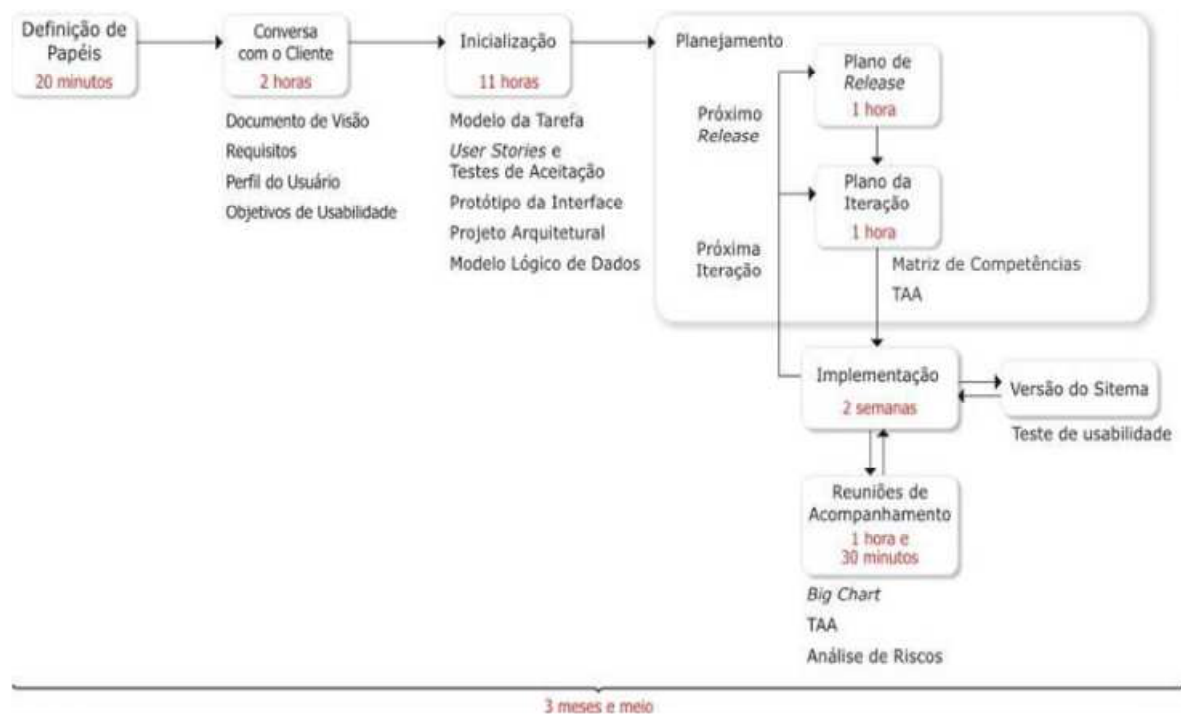 Definição de
Papéis
20 minutos
Conversa
com o Cliente
2 horas
Documento de Visão
Requisitos
Perfil do Usuário
Objetivos de Usabilidade
Inicialização
11 horas
Modelo da Tarefa
User Stories e
Testes de Aceitação
Protótipo da Interface
Projeto Arquitetural
Modelo Lógico de Dados
Planejamento
Plano de
Release
1 hora
Próximo
Release
Plano da
Iteração
1 hora
Próxima
Iteração
Matriz de Competências
TAA
Implementação
2 semanas
Versão do Sitema
Teste de usabilidade
Reuniões de
Acompanhamento
1 hora e
30 minutos
Big Chart
TAA
Análise de Riscos
3 meses e meio